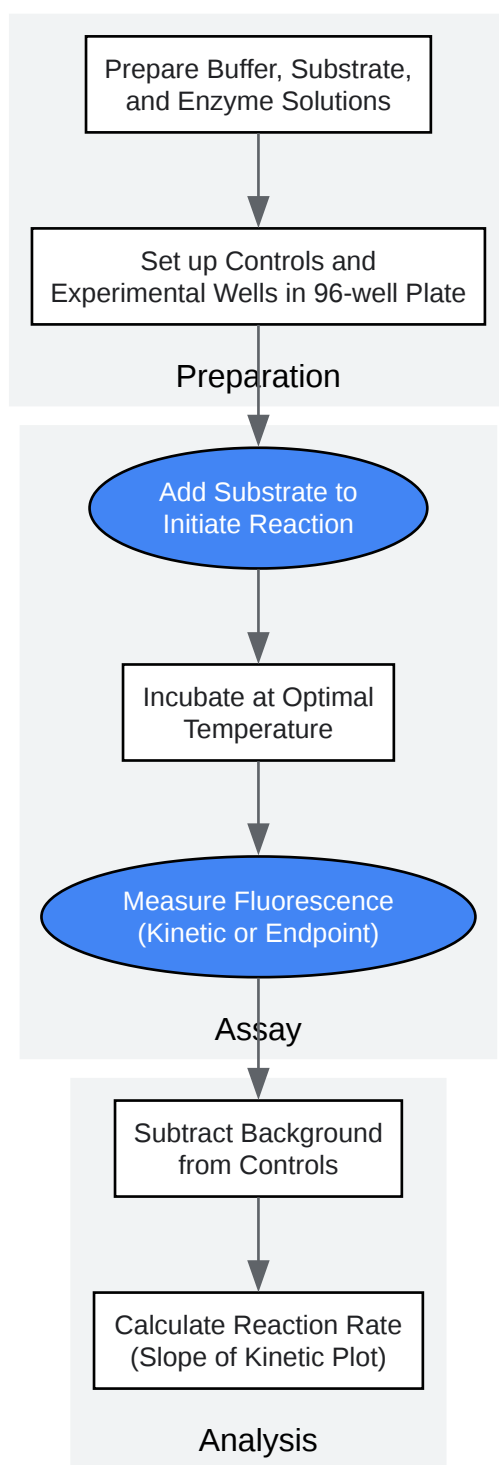 Prepare Buffer, Substrate,
and Enzyme Solutions
Set up Controls and
Experimental Wells in 96-well Plate
Preparation
Add Substrate to
Initiate Reaction
Incubate at Optimal
Temperature
Measure Fluorescence
(Kinetic or Endpoint)
Assay
Subtract Background
from Controls
Calculate Reaction Rate
(Slope of Kinetic Plot)
Analysis